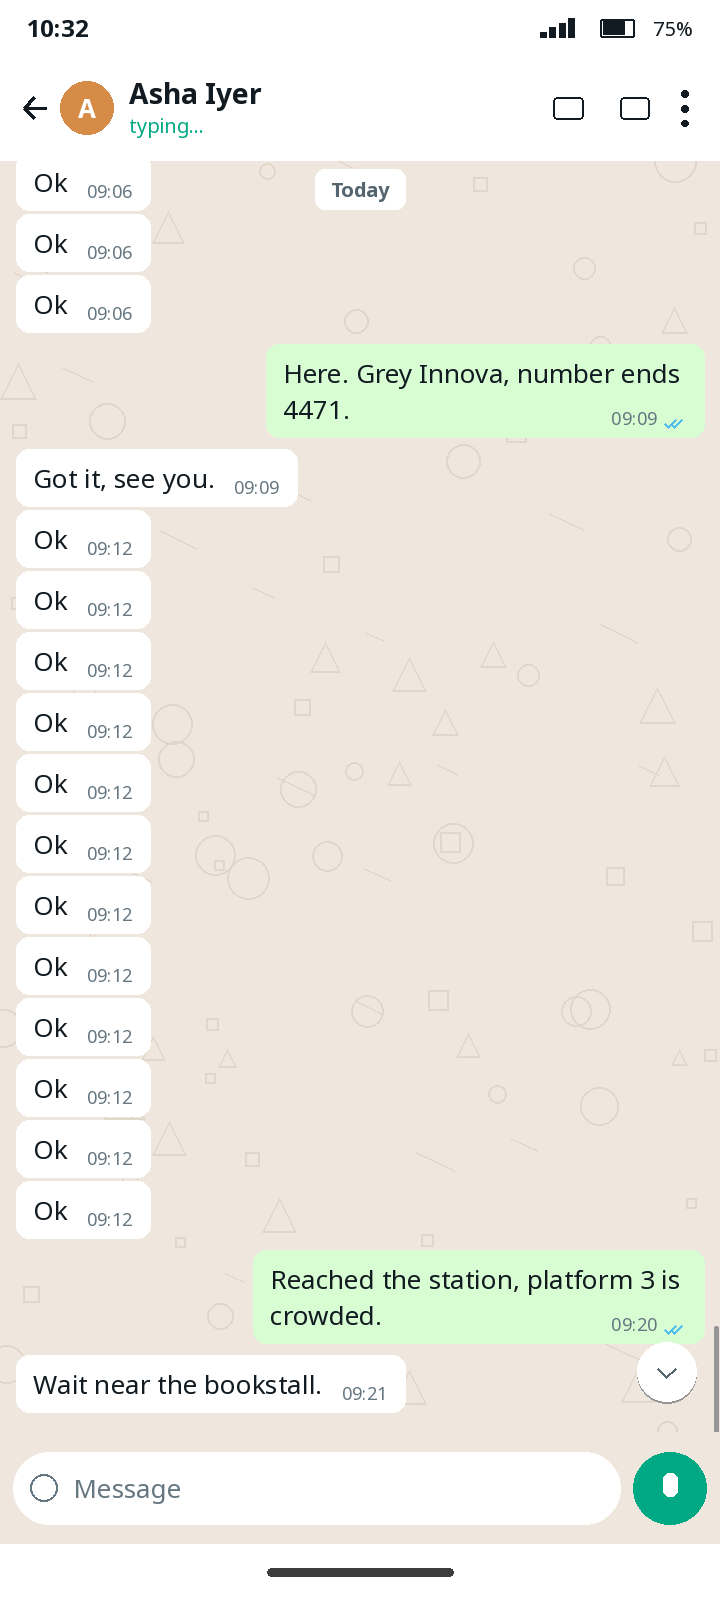 10:32
75%
A
Asha Iyer
typing...
Ok 09:06
Today
Ok 09:06
Ok 09:06
Here. Grey Innova, number ends
4471. 09:09
Got it, see you. 09:09
Ok 09:12
Ok 09:12
Ok 09:12
Ok 09:12
Ok 09:12
Ok 09:12
Ok 09:12
Ok 09:12
Ok 09:12
Ok 09:12
Ok 09:12
Ok 09:12
Reached the station, platform 3 is
crowded. 09:20
Wait near the bookstall. 09:21
Message